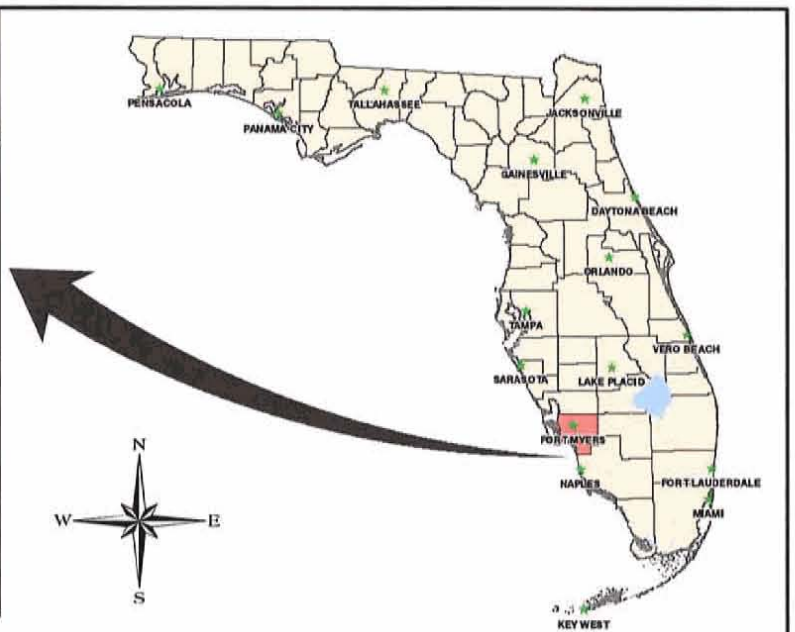 PENSACOLA
TALLAHASSEE
JACKSONVILLE
PANAMA CITY
GAINESVILLE
DAYTONA BEACH
ORLANDO
TAMPA
VERO BEACH
SARASOTA
LAKE PLACID
FORT MYERS
NAPLES
FORT LAUDERDALE
MIAMI
KEY WEST
N
W
E
S